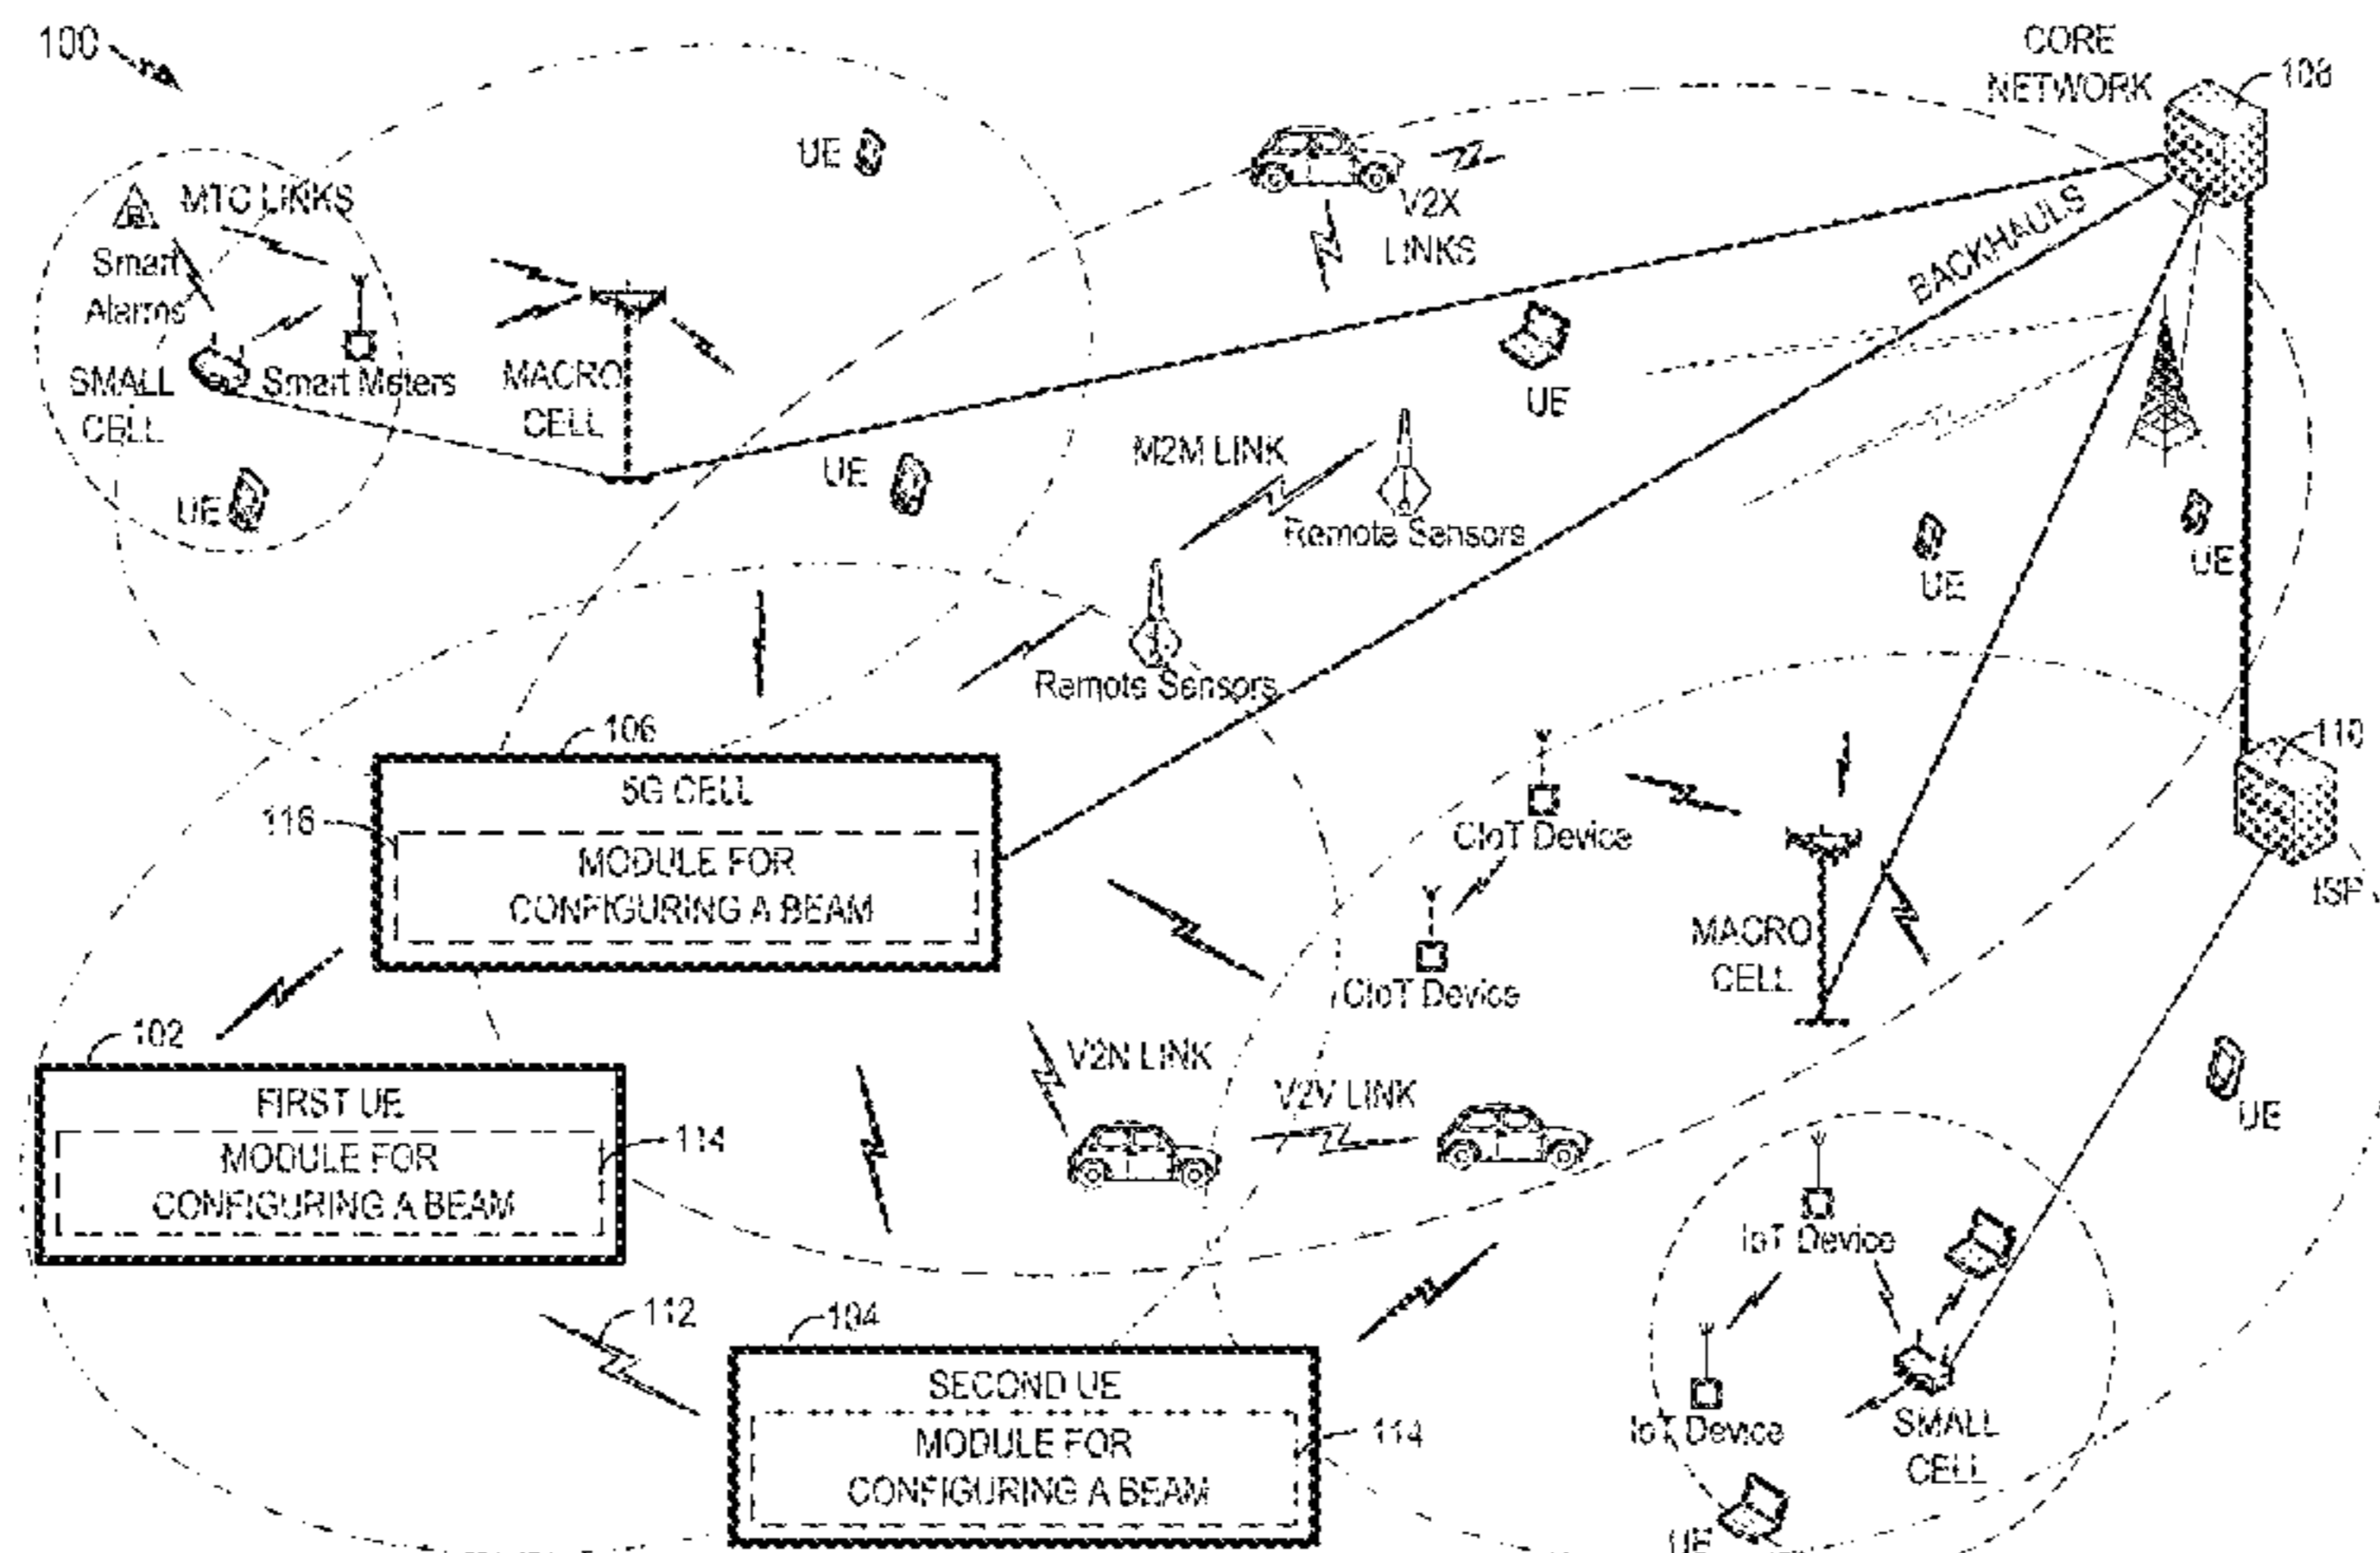 100
CORE
NETWORK
108
UE
MTC LINKS
V2X
LINKS
BACKHAULS
Smart
Alarms
SMALL
CELL
Smart Meters
MACRO
CELL
UE
M2M LINK
UE
UE
Remote Sensors
UE
UE
Remote Sensors
106
5G CELL
116
MODULE FOR
CONFIGURING A BEAM
110
ISP
CIoT Device
CIoT Device
MACRO
CELL
102
FIRST UE
MODULE FOR
CONFIGURING A BEAM
114
V2N LINK
V2V LINK
UE
IoT Device
112
104
SECOND UE
MODULE FOR
CONFIGURING A BEAM
114
IoT Device
SMALL
CELL
UE